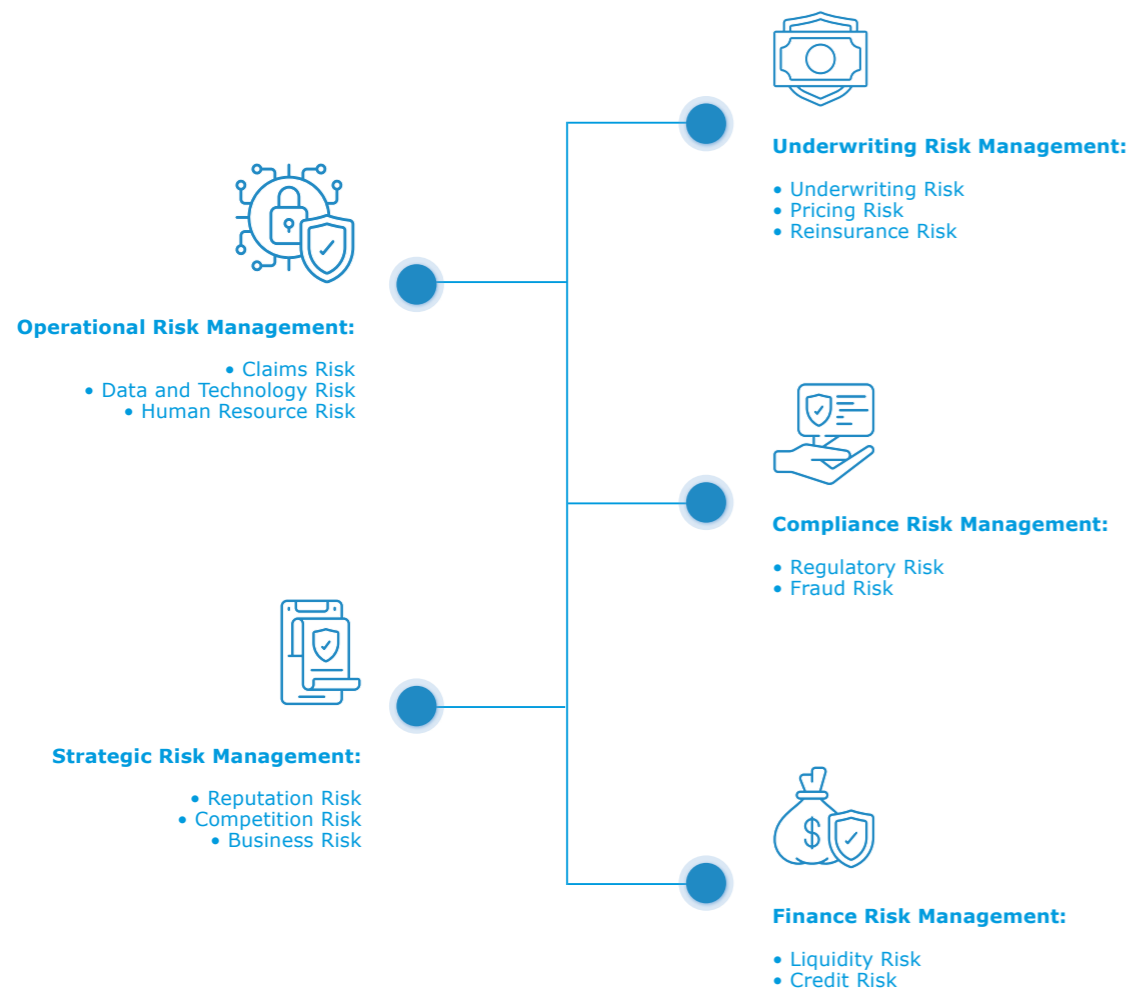 Underwriting Risk Management:
• Underwriting Risk
• Pricing Risk
• Reinsurance Risk
Operational Risk Management:
• Claims Risk
• Data and Technology Risk
• Human Resource Risk
Compliance Risk Management:
• Regulatory Risk
• Fraud Risk
Strategic Risk Management:
• Reputation Risk
• Competition Risk
• Business Risk
$
Finance Risk Management:
• Liquidity Risk
• Credit Risk